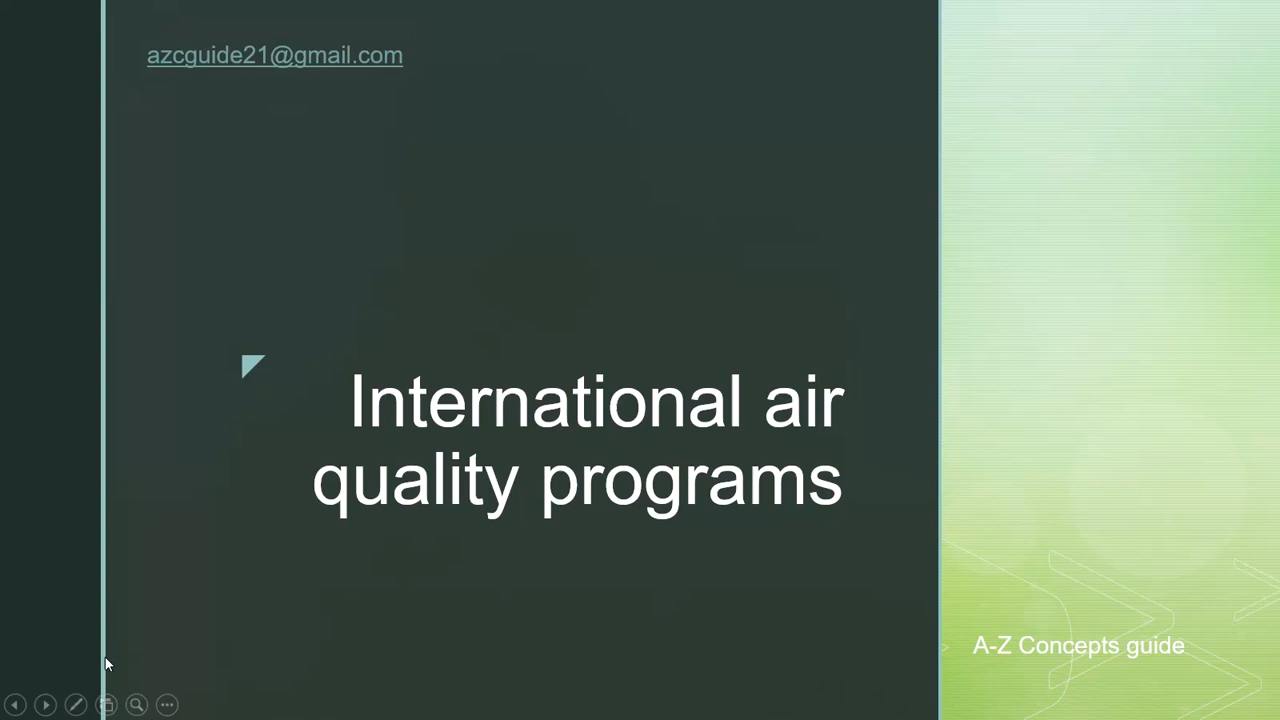 azcguide21@gmail.com
International air
quality programs
A-Z Concepts guide